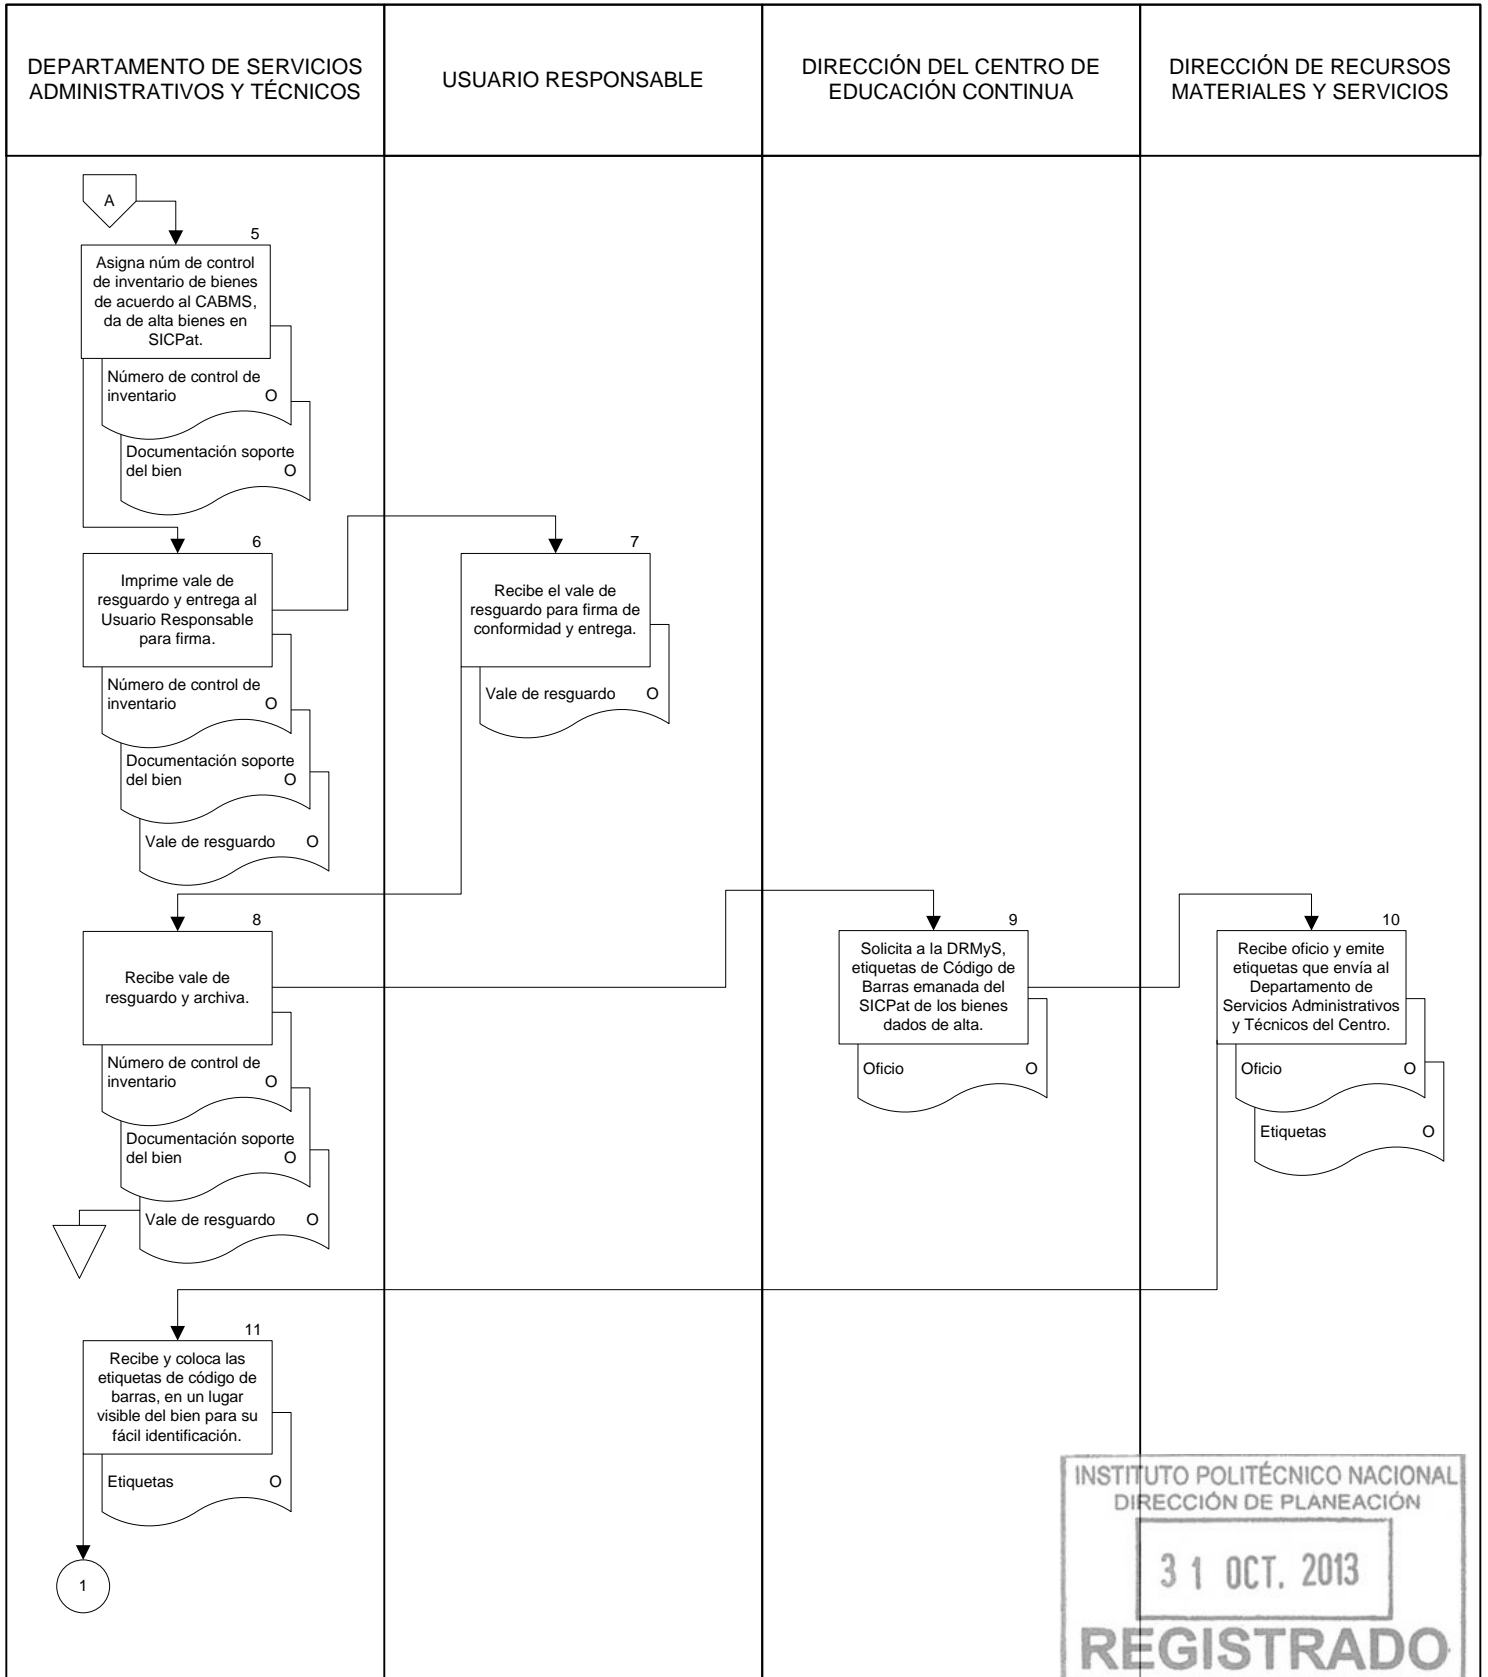 DEPARTAMENTO DE SERVICIOS
ADMINISTRATIVOS Y TÉCNICOS
USUARIO RESPONSABLE
DIRECCIÓN DEL CENTRO DE
EDUCACIÓN CONTINUA
DIRECCIÓN DE RECURSOS
MATERIALES Y SERVICIOS
A
5
Asigna núm de control
de inventario de bienes
de acuerdo al CABMS,
da de alta bienes en
SICPat.
Número de control de
inventario O
Documentación soporte
del bien O
6
Imprime vale de
resguardo y entrega al
Usuario Responsable
para firma.
Número de control de
inventario O
Documentación soporte
del bien O
Vale de resguardo O
7
Recibe el vale de
resguardo para firma de
conformidad y entrega.
Vale de resguardo O
8
Recibe vale de
resguardo y archiva.
Número de control de
inventario O
Documentación soporte
del bien O
Vale de resguardo O
9
Solicita a la DRMyS,
etiquetas de Código de
Barras emanada del
SICPat de los bienes
dados de alta.
Oficio O
10
Recibe oficio y emite
etiquetas que envía al
Departamento de
Servicios Administrativos
y Técnicos del Centro.
Oficio O
Etiquetas O
11
Recibe y coloca las
etiquetas de código de
barras, en un lugar
visible del bien para su
fácil identificación.
Etiquetas O
1
INSTITUTO POLITÉCNICO NACIONAL
DIRECCIÓN DE PLANEACIÓN
31 OCT. 2013
REGISTRADO